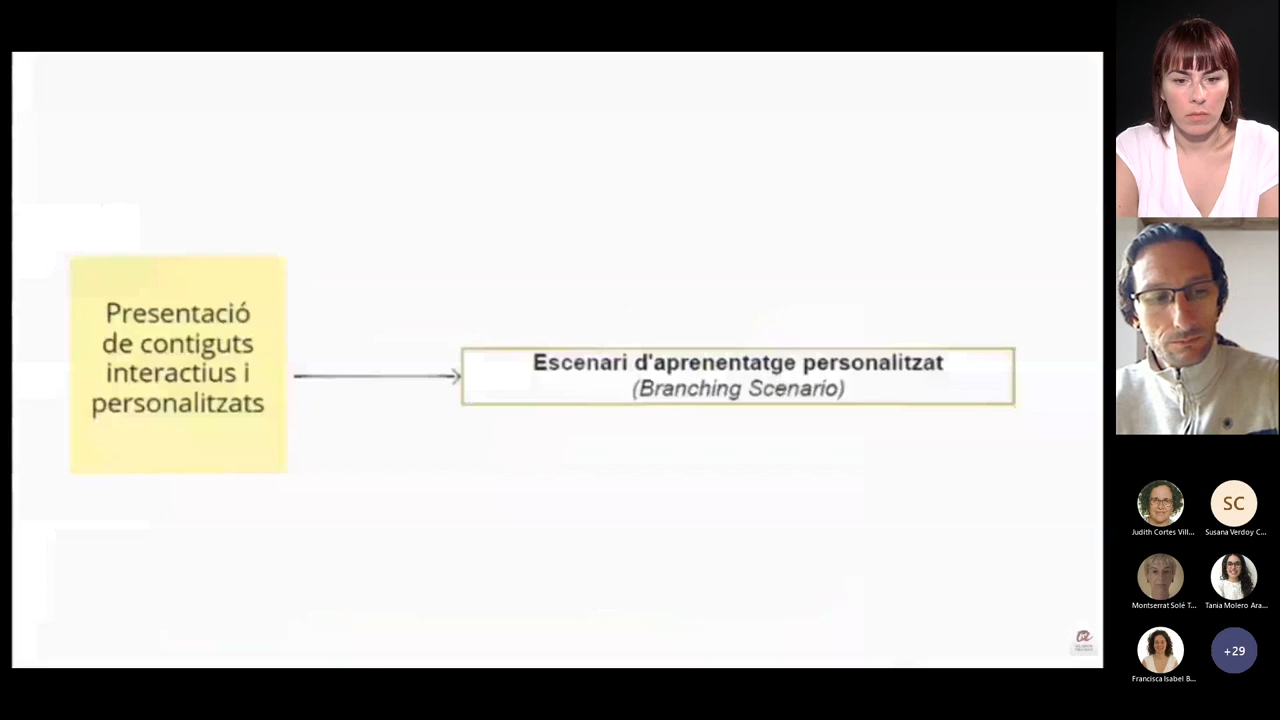 Presentació
de contiguts
interactius i
personalitzats
Escenari d'aprenentatge personalitzat
(Branching Scenario)
SC
Judith Cortes Vill...
Susana Verdoy C...
Montserrat Solé T...
Tania Molero Ara...
Francisca Isabel B...
+29